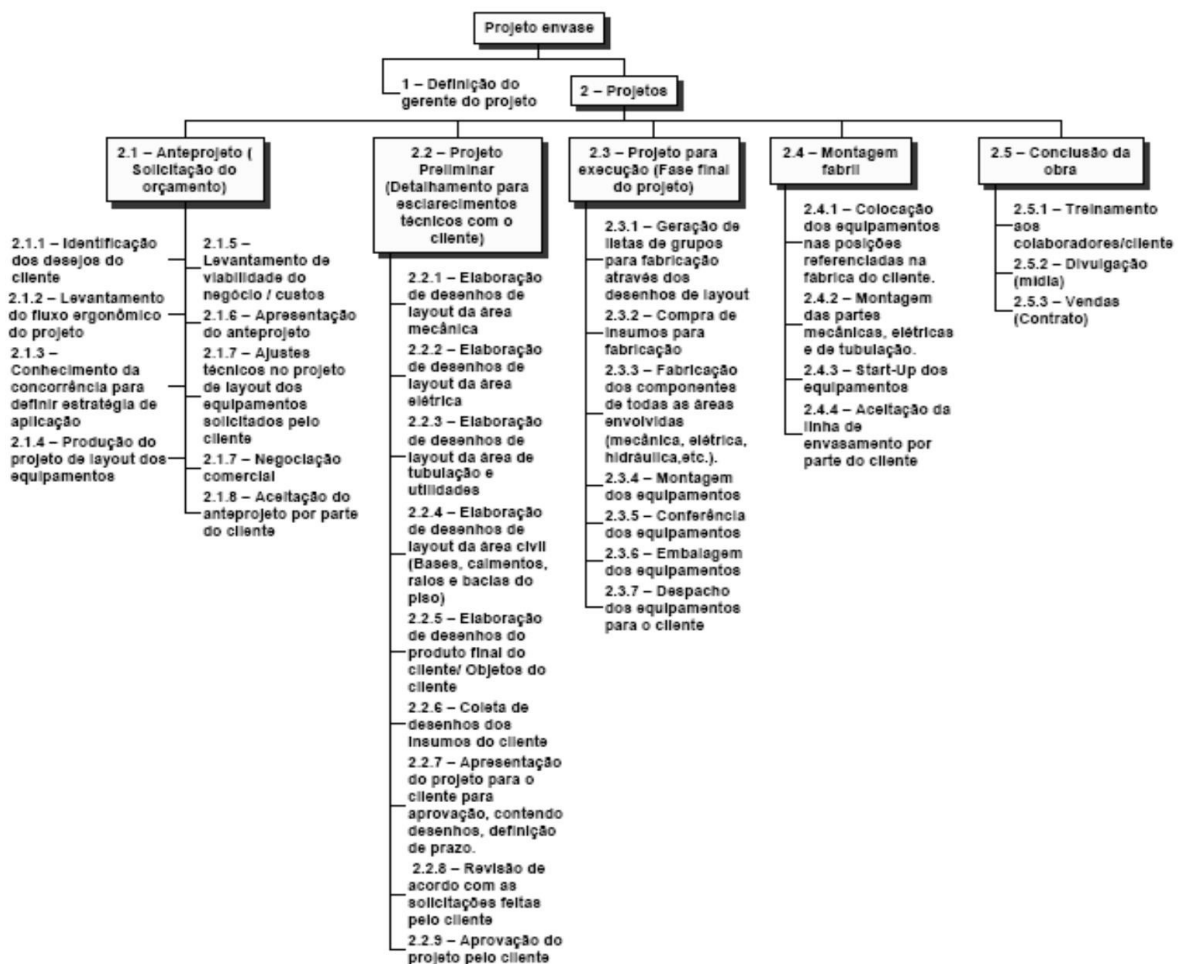 Projeto envase
1 – Definição do
gerente do projeto
2 – Projetos
2.1 – Anteprojeto (
Solicitação do
orçamento)
2.1.1 – Identificação
dos desejos do
cliente
2.1.2 – Levantamento
do fluxo ergonômico
do projeto
2.1.3 –
Conhecimento da
concorrência para
definir estratégia de
aplicação
2.1.4 – Produção do
projeto de layout dos
equipamentos
2.1.5 –
Levantamento de
viabilidade do
negócio / custos
2.1.6 – Apresentação
do anteprojeto
2.1.7 – Ajustes
técnicos no projeto
de layout dos
equipamentos
solicitados pelo
cliente
2.1.7 – Negociação
comercial
2.1.8 – Aceitação do
anteprojeto por parte
do cliente
2.2 – Projeto
Preliminar
(Detalhamento para
esclarecimentos
técnicos com o
cliente)
2.2.1 – Elaboração
de desenhos de
layout da área
mecânica
2.2.2 – Elaboração
de desenhos de
layout da área
elétrica
2.2.3 – Elaboração
de desenhos de
layout da área de
tubulação e
utilidades
2.2.4 – Elaboração
de desenhos de
layout da área civil
(Bases, caimentos,
ralos e bacias do
piso)
2.2.5 – Elaboração
de desenhos do
produto final do
cliente/ Objetos do
cliente
2.2.6 – Coleta de
desenhos dos
insumos do cliente
2.2.7 – Apresentação
do projeto para o
cliente para
aprovação, contendo
desenhos, definição
de prazo.
2.2.8 – Revisão de
acordo com as
solicitações feitas
pelo cliente
2.2.9 – Aprovação do
projeto pelo cliente
2.3 – Projeto para
execução (Fase final
do projeto)
2.3.1 – Geração de
listas de grupos
para fabricação
através dos
desenhos de layout
2.3.2 – Compra de
insumos para
fabricação
2.3.3 – Fabricação
dos componentes
de todas as áreas
envolvidas
(mecânica, elétrica,
hidráulica,etc.).
2.3.4 – Montagem
dos equipamentos
2.3.5 – Conferência
dos equipamentos
2.3.6 – Embalagem
dos equipamentos
2.3.7 – Despacho
dos equipamentos
para o cliente
2.4 – Montagem
fabril
2.4.1 – Colocação
dos equipamentos
nas posições
referenciadas na
fábrica do cliente.
2.4.2 – Montagem
das partes
mecânicas, elétricas
e de tubulação.
2.4.3 – Start-Up dos
equipamentos
2.4.4 – Aceitação da
linha de
envasamento por
parte do cliente
2.5 – Conclusão da
obra
2.5.1 – Treinamento
aos
colaboradores/cliente
2.5.2 – Divulgação
(mídia)
2.5.3 – Vendas
(Contrato)